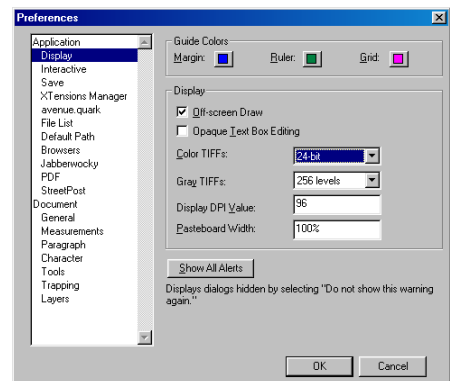 Preferences
Application
Display
Interactive
Save
XTensions Manager
avenue.quark
File List
Default Path
Browsers
Jabberwocky
PDF
StreetPost
Document
General
Measurements
Paragraph
Character
Tools
Trapping
Layers
Guide Colors
Margin: Ruler: Grid:
Display
Off-screen Draw
Opaque Text Box Editing
Color TIFFs: 24-bit
Gray TIFFs: 256 levels
Display DPI Value: 96
Pasteboard Width: 100%
Show All Alerts
Displays dialogs hidden by selecting "Do not show this warning
again."
OK Cancel